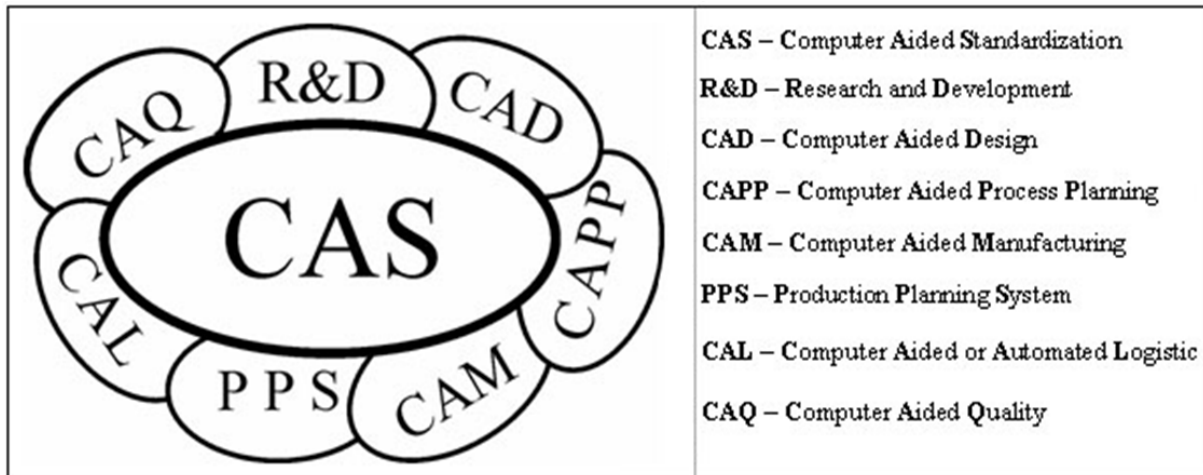 R&D
CAD
CAQ
CAS
CAPP
CAL
PPS
CAM
CAS – Computer Aided Standardization
R&D – Research and Development
CAD – Computer Aided Design
CAPP – Computer Aided Process Planning
CAM – Computer Aided Manufacturing
PPS – Production Planning System
CAL – Computer Aided or Automated Logistic
CAQ – Computer Aided Quality